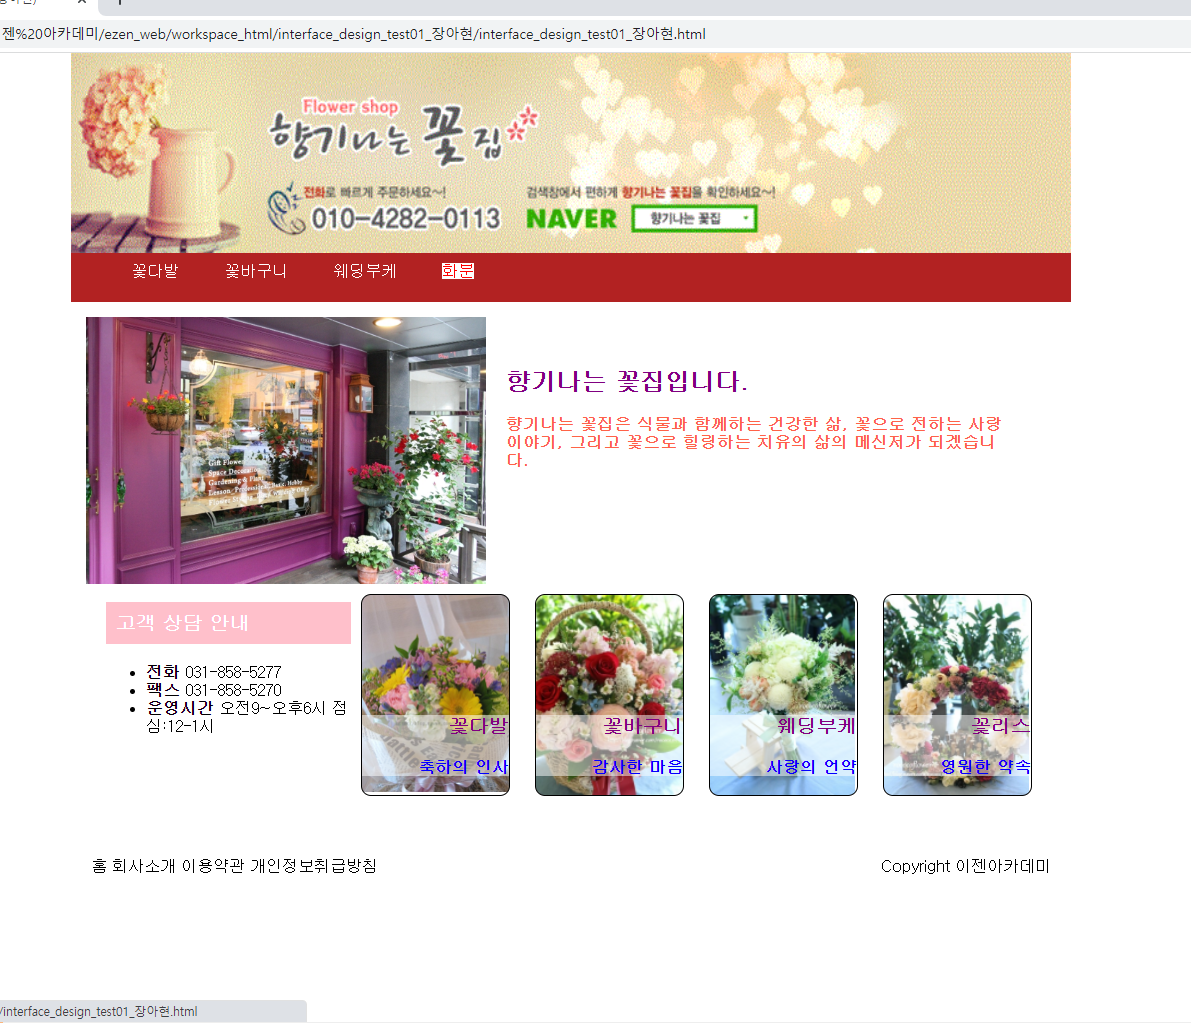 젠%20아카데미/ezen_web/workspace_html/interface_design_test01_장아현/interface_design_test01_장아현.html
Flower shop
향기나는 꽃집
전화로 빠르게 주문하세요~!
010-4282-0113
검색창에서 편하게 향기나는 꽃집을 확인하세요~!
NAVER 향기나는 꽃집
꽃다발 꽃바구니 웨딩부케 화분
향기나는 꽃집입니다.
향기나는 꽃집은 식물과 함께하는 건강한 삶, 꽃으로 전하는 사랑
이야기, 그리고 꽃으로 힐링하는 치유의 삶의 메신저가 되겠습니
다.
Gift Flower
Space Decoration
Gardening & Plant
고객 상담 안내
전화 031-858-5277
팩스 031-858-5270
운영시간 오전9~오후6시 점
심:12-1시
꽃다발
축하의 인사
꽃바구니
감사한 마음
웨딩부케
사랑의 언약
꽃리스
영원한 약속
홈 회사소개 이용약관 개인정보취급방침
Copyright 이젠아카데미
/interface_design_test01_장아현.html